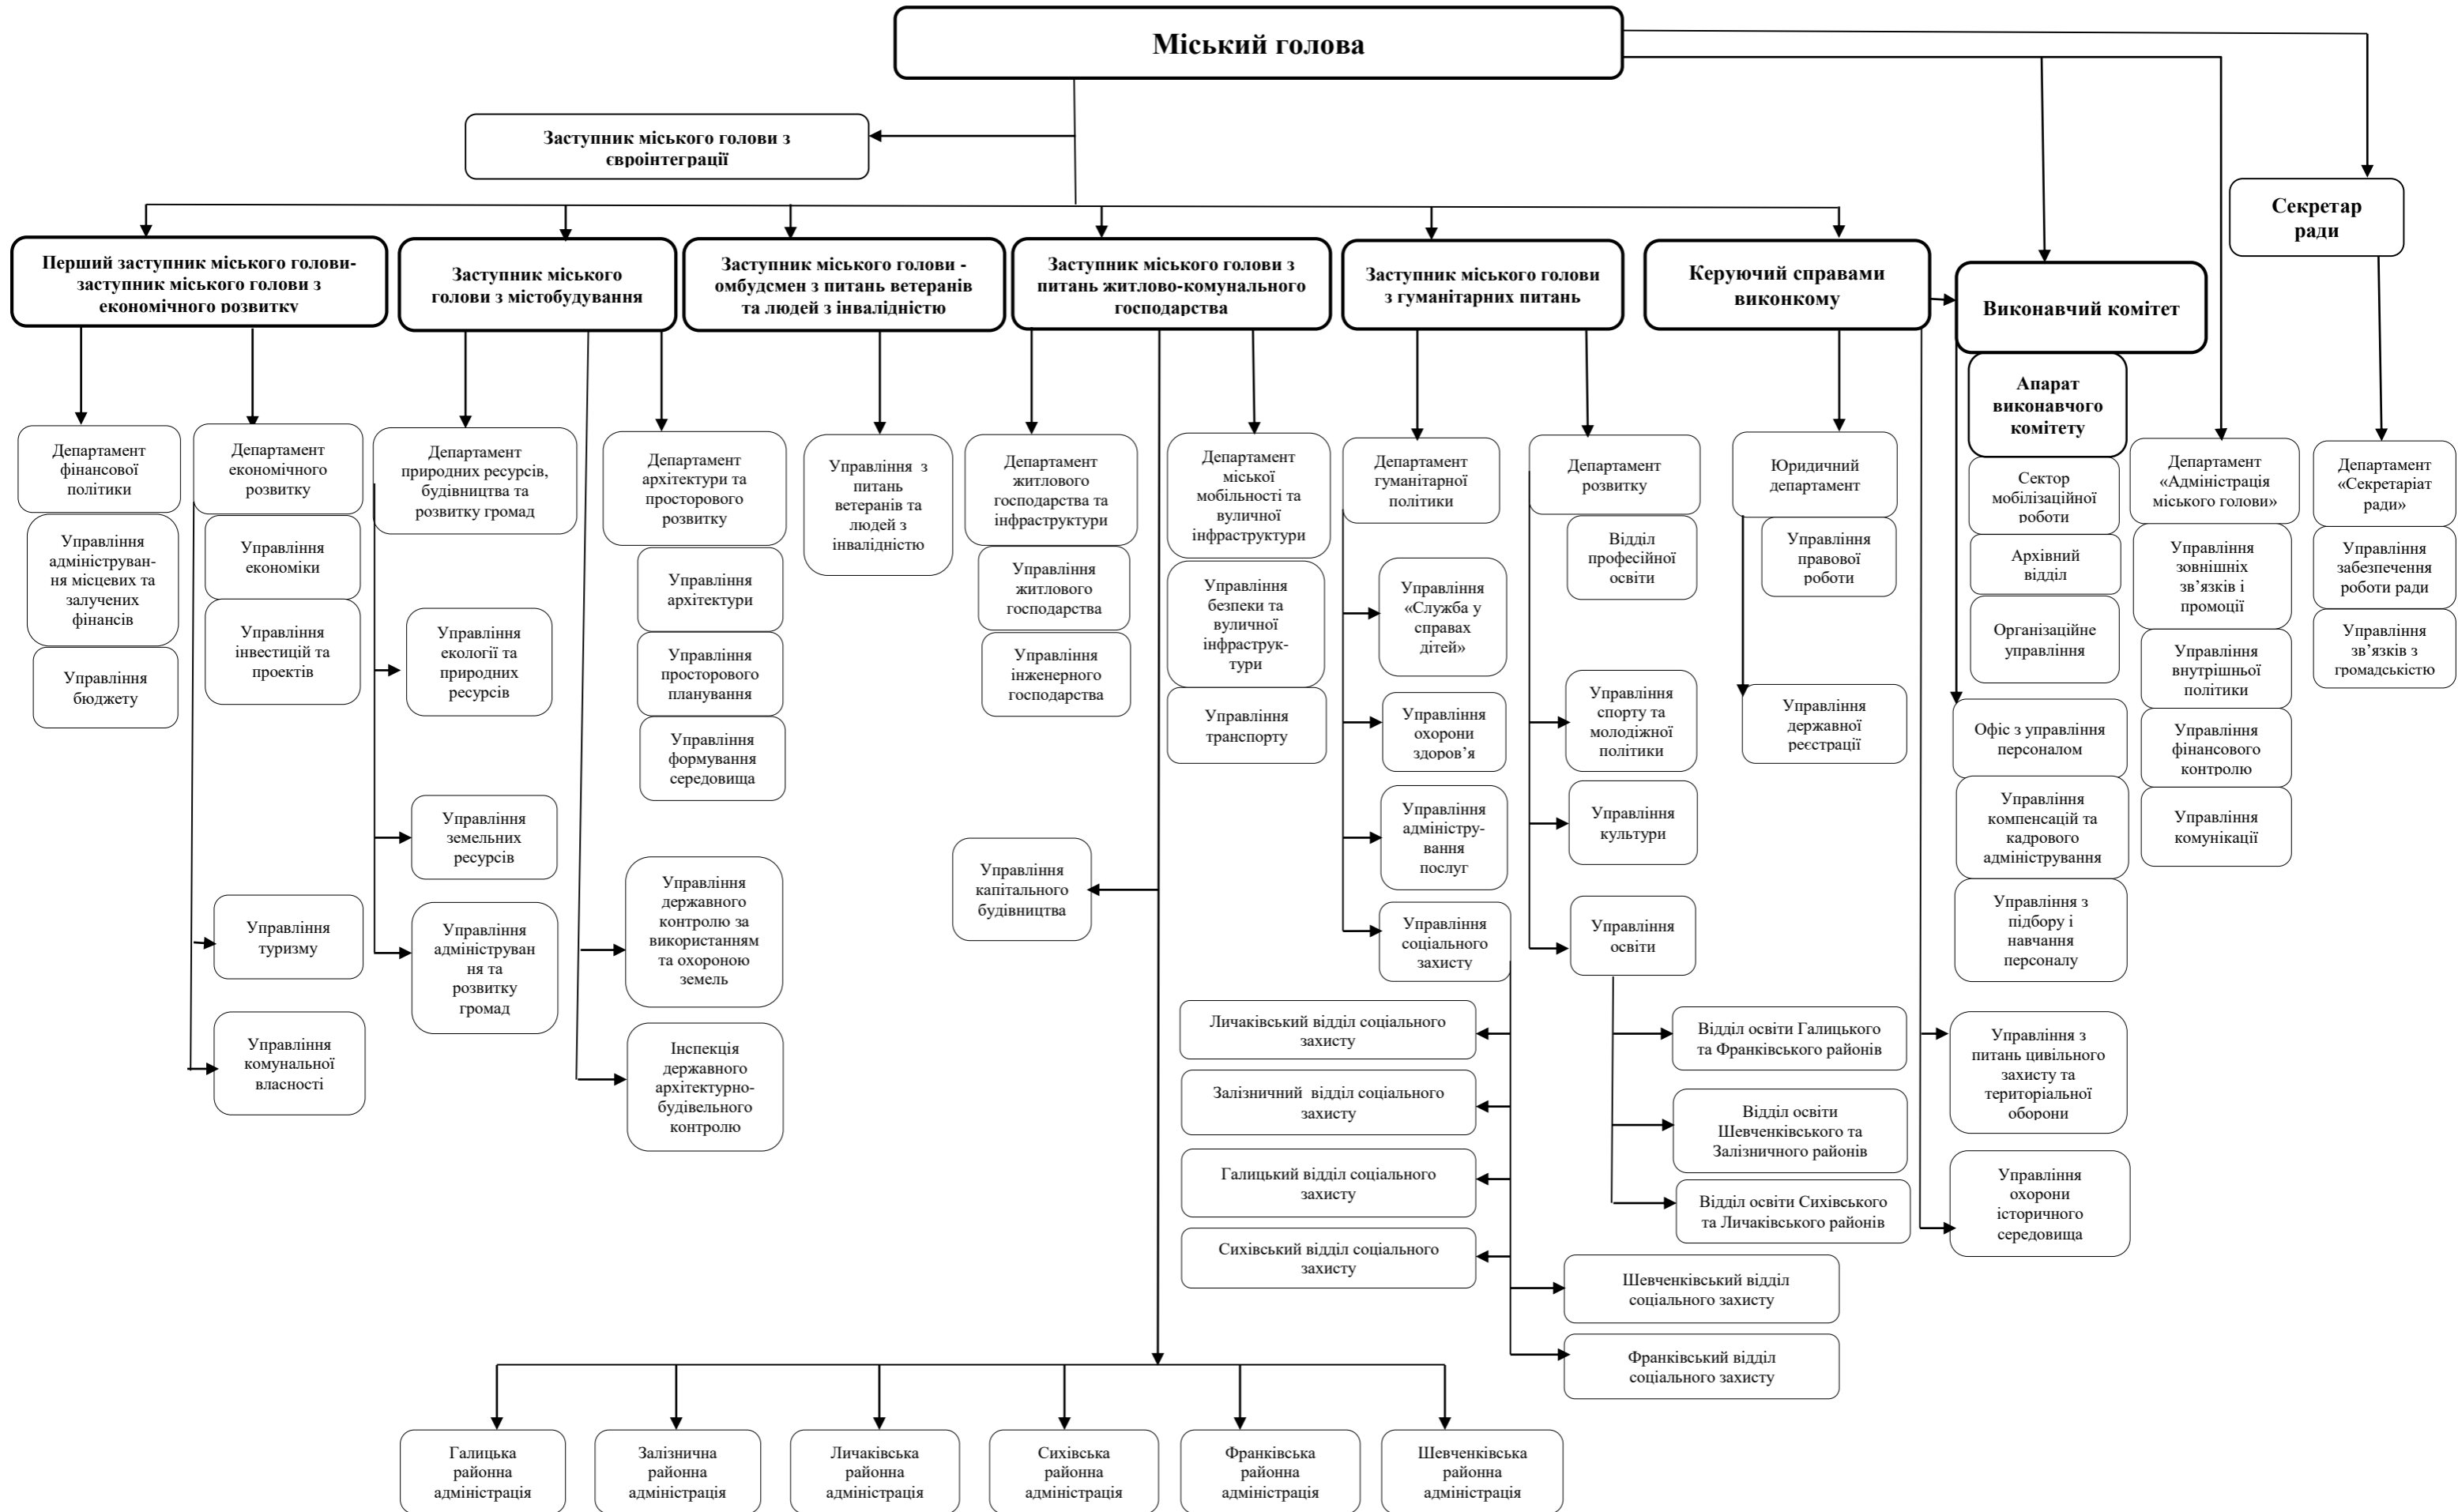 Міський голова
Заступник міського голови з
євроінтеграції
Секретар
ради
Перший заступник міського голови-
заступник міського голови з
економічного розвитку
Заступник міського
голови з містобудування
Заступник міського голови -
омбудсмен з питань ветеранів
та людей з інвалідністю
Заступник міського голови з
питань житлово-комунального
господарства
Заступник міського голови
з гуманітарних питань
Керуючий справами
виконкому
Виконавчий комітет
Апарат
виконавчого
комітету
Департамент
фінансової
політики
Управління
адмініструван-
ня місцевих та
залучених
фінансів
Управління
бюджету
Департамент
економічного
розвитку
Управління
економіки
Управління
інвестицій та
проектів
Управління
туризму
Управління
комунальної
власності
Департамент
природних ресурсів,
будівництва та
розвитку громад
Управління
екології та
природних
ресурсів
Управління
земельних
ресурсів
Управління
адмініструван
ня та
розвитку
громад
Департамент
архітектури та
просторового
розвитку
Управління
архітектури
Управління
просторового
планування
Управління
формування
середовища
Управління
державного
контролю за
використанням
та охороною
земель
Інспекція
державного
архітектурно-
будівельного
контролю
Управління з
питань
ветеранів та
людей з
інвалідністю
Департамент
житлового
господарства та
інфраструктури
Управління
житлового
господарства
Управління
інженерного
господарства
Управління
капітального
будівництва
Департамент
міської
мобільності та
вуличної
інфраструктури
Управління
безпеки та
вуличної
інфраструк-
тури
Управління
транспорту
Департамент
гуманітарної
політики
Управління
«Служба у
справах
дітей»
Управління
охорони
здоров’я
Управління
адміністру-
вання
послуг
Управління
соціального
захисту
Личаківський відділ соціального
захисту
Залізничний відділ соціального
захисту
Галицький відділ соціального
захисту
Сихівський відділ соціального
захисту
Шевченківський відділ
соціального захисту
Франківський відділ
соціального захисту
Департамент
розвитку
Відділ
професійної
освіти
Управління
спорту та
молодіжної
політики
Управління
культури
Управління
освіти
Відділ освіти Галицького
та Франківського районів
Відділ освіти
Шевченківського та
Залізничного районів
Відділ освіти Сихівського
та Личаківського районів
Юридичний
департамент
Управління
правової
роботи
Управління
державної
реєстрації
Сектор
мобілізаційної
роботи
Архівний
відділ
Організаційне
управління
Офіс з управління
персоналом
Управління
компенсацій та
кадрового
адміністрування
Управління з
підбору і
навчання
персоналу
Управління з
питань цивільного
захисту та
територіальної
оборони
Управління
охорони
історичного
середовища
Департамент
«Адміністрація
міського голови»
Управління
зовнішніх
зв’язків і
промоції
Управління
внутрішньої
політики
Управління
фінансового
контролю
Управління
комунікації
Департамент
«Секретаріат
ради»
Управління
забезпечення
роботи ради
Управління
зв’язків з
громадськістю
Галицька
районна
адміністрація
Залізнична
районна
адміністрація
Личаківська
районна
адміністрація
Сихівська
районна
адміністрація
Франківська
районна
адміністрація
Шевченківська
районна
адміністрація